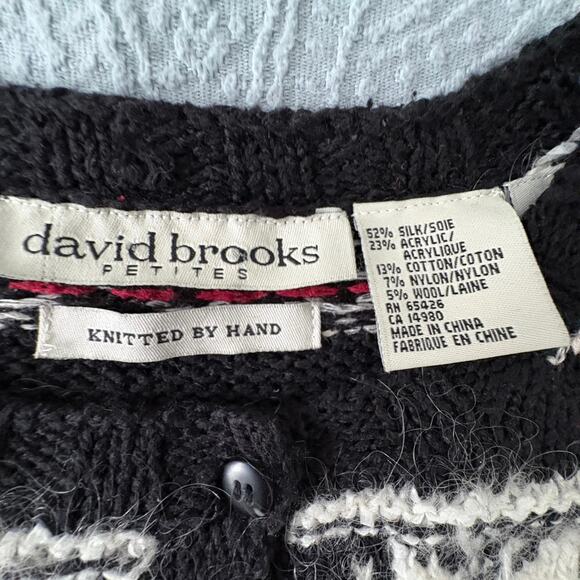 david brooks
PETITES
KNITTED BY HAND
52% SILK/SOIE
23% ACRYLIC/
ACRYLIQUE
13% COTTON/COTON
7% NYLON/NYLON
5% WOOL/LAINE
RN 65426
CA 14980
MADE IN CHINA
FABRIQUE EN CHINE